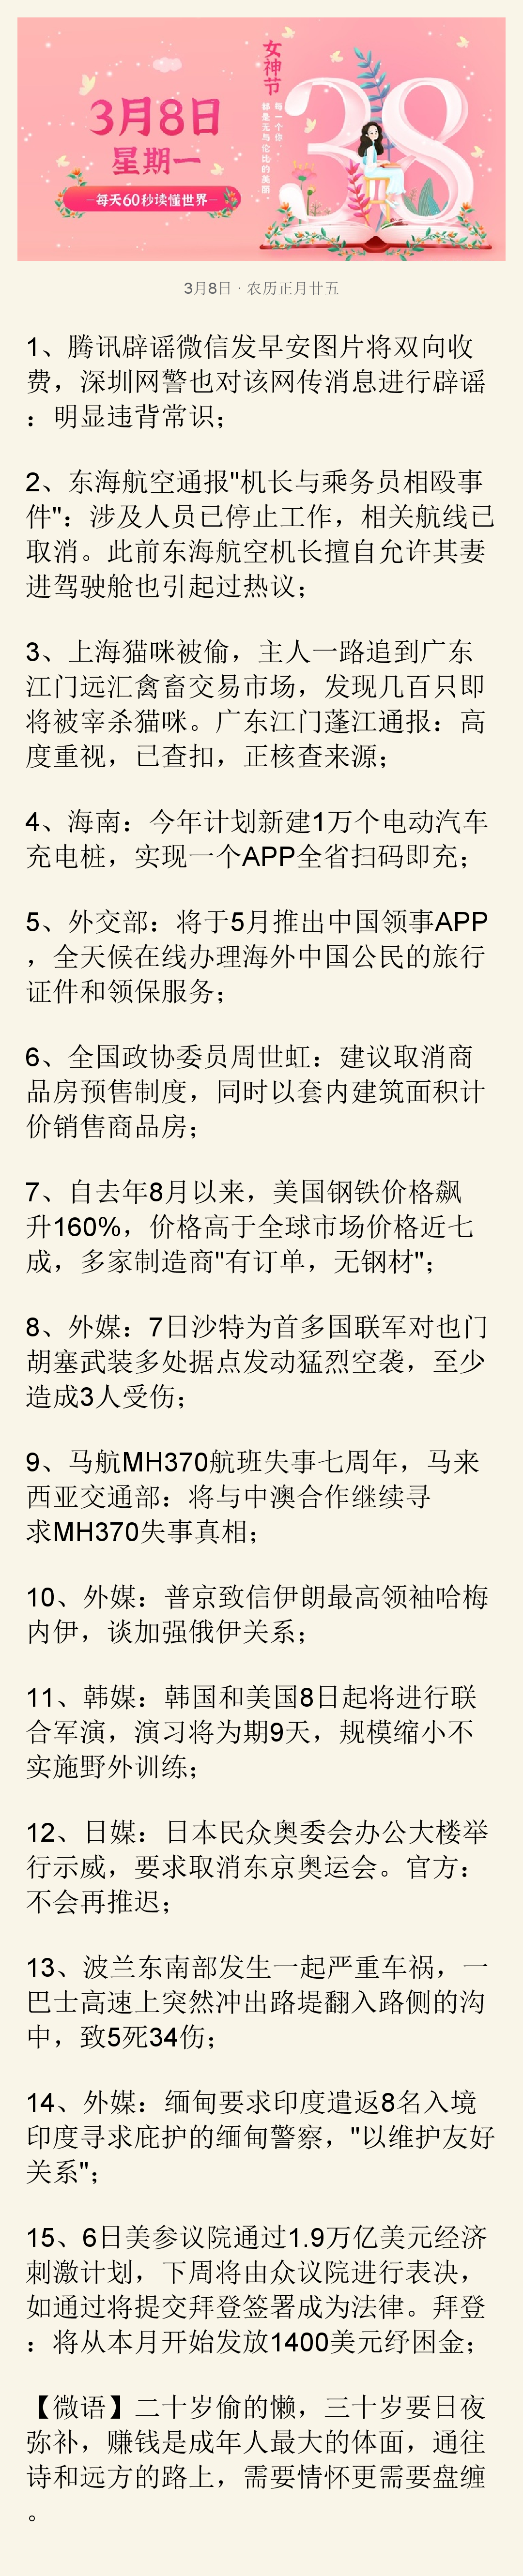 3月8日
星期一
每天60秒读懂世界
女神节
每一个你
都是无与伦比的美丽
38
3月8日 · 农历正月廿五
1、腾讯辟谣微信发早安图片将双向收
费，深圳网警也对该网传消息进行辟谣
：明显违背常识；
2、东海航空通报"机长与乘务员相殴事
件"：涉及人员已停止工作，相关航线已
取消。此前东海航空机长擅自允许其妻
进驾驶舱也引起过热议；
3、上海猫咪被偷，主人一路追到广东
江门远汇禽畜交易市场，发现几百只即
将被宰杀猫咪。广东江门蓬江通报：高
度重视，已查扣，正核查来源；
4、海南：今年计划新建1万个电动汽车
充电桩，实现一个APP全省扫码即充；
5、外交部：将于5月推出中国领事APP
，全天候在线办理海外中国公民的旅行
证件和领保服务；
6、全国政协委员周世虹：建议取消商
品房预售制度，同时以套内建筑面积计
价销售商品房；
7、自去年8月以来，美国钢铁价格飙
升160%，价格高于全球市场价格近七
成，多家制造商"有订单，无钢材"；
8、外媒：7日沙特为首多国联军对也门
胡塞武装多处据点发动猛烈空袭，至少
造成3人受伤；
9、马航MH370航班失事七周年，马来
西亚交通部：将与中澳合作继续寻
求MH370失事真相；
10、外媒：普京致信伊朗最高领袖哈梅
内伊，谈加强俄伊关系；
11、韩媒：韩国和美国8日起将进行联
合军演，演习将为期9天，规模缩小不
实施野外训练；
12、日媒：日本民众奥委会办公大楼举
行示威，要求取消东京奥运会。官方：
不会再推迟；
13、波兰东南部发生一起严重车祸，一
巴士高速上突然冲出路堤翻入路侧的沟
中，致5死34伤；
14、外媒：缅甸要求印度遣返8名入境
印度寻求庇护的缅甸警察，"以维护友好
关系"；
15、6日美参议院通过1.9万亿美元经济
刺激计划，下周将由众议院进行表决，
如通过将提交拜登签署成为法律。拜登
：将从本月开始发放1400美元纾困金；
【微语】二十岁偷的懒，三十岁要日夜
弥补，赚钱是成年人最大的体面，通往
诗和远方的路上，需要情怀更需要盘缠
。